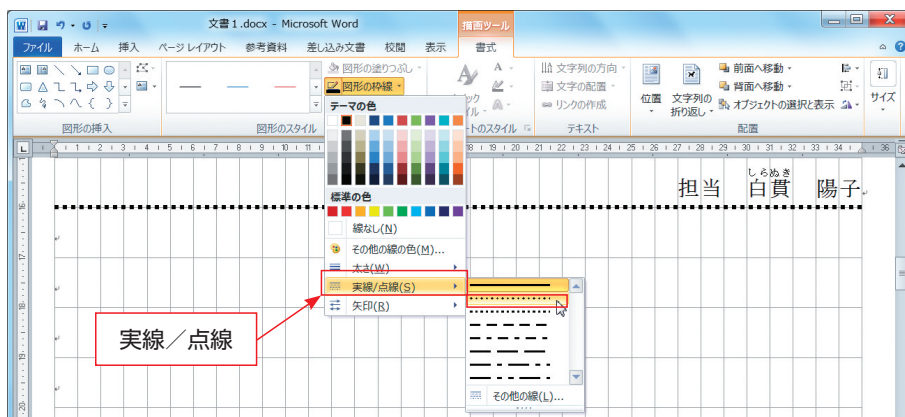 文書1.docx - Microsoft Word
描画ツール
ファイル ホーム 挿入 ページ レイアウト 参考資料 差し込み文書 校閲 表示 書式
図形の塗りつぶし
図形の枠線
文字列の方向
文字の配置
リンクの作成
位置
文字列の
折り返し
前面へ移動
背面へ移動
オブジェクトの選択と表示
サイズ
図形の挿入
図形のスタイル
トのスタイル
テキスト
配置
テーマの色
標準の色
線なし(N)
その他の線の色(M)...
太さ(W)
実線/点線(S)
矢印(R)
その他の線(L)...
しらぬき
担当 白貫 陽子
実線／点線